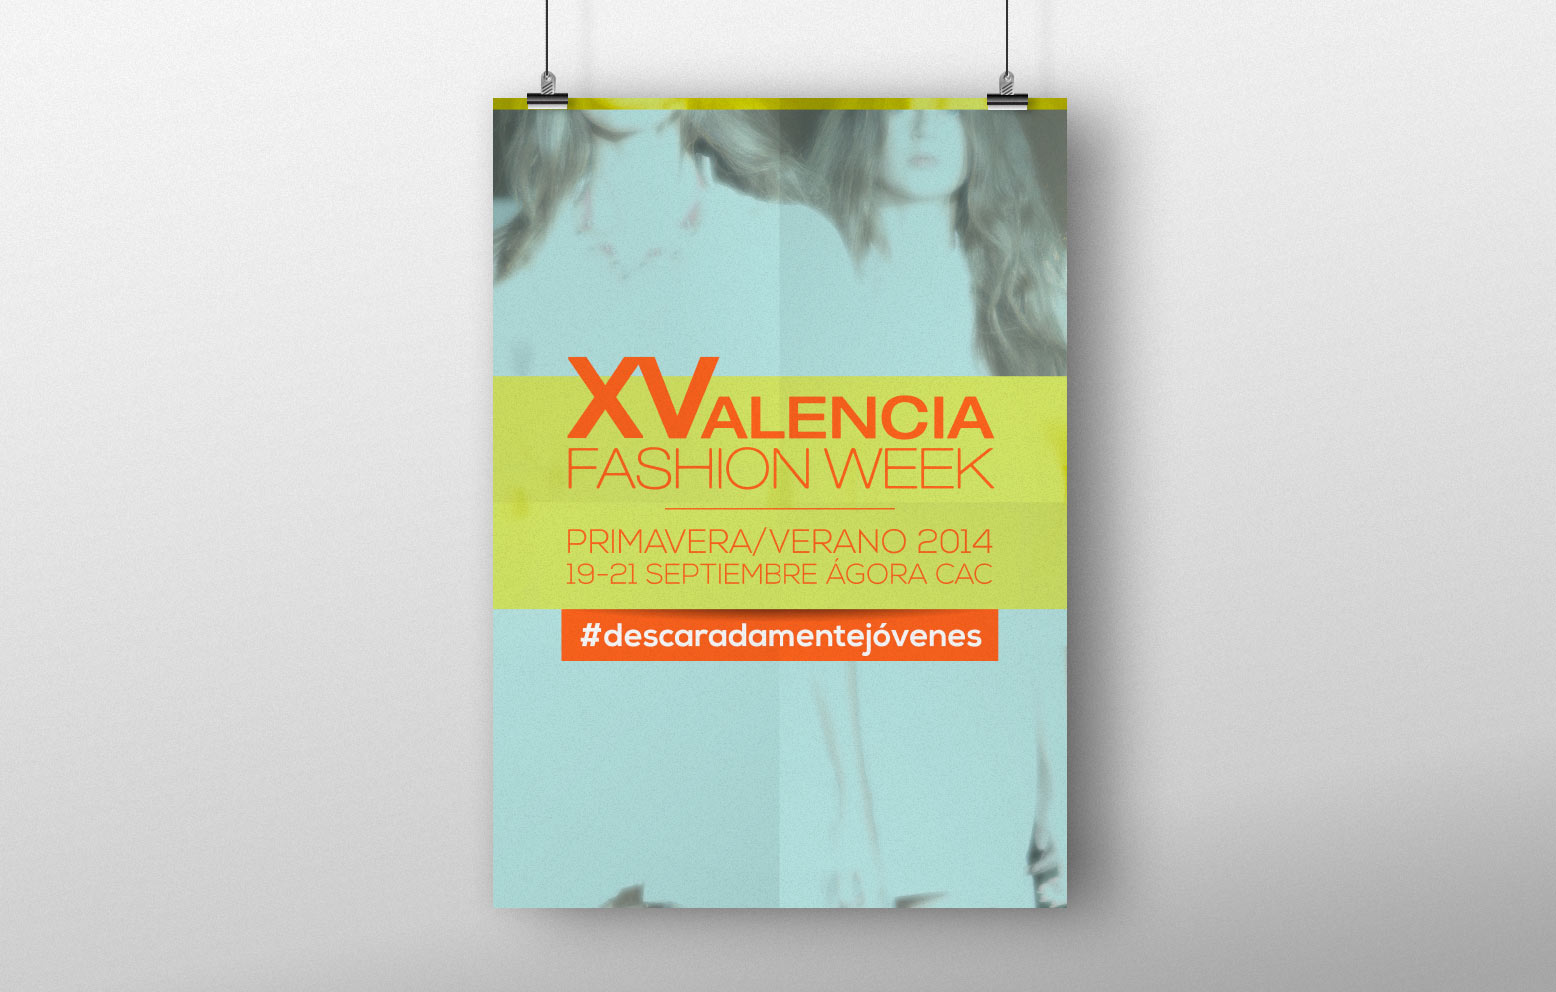 XVALENCIA
FASHION WEEK
PRIMAVERA/VERANO 2014
19-21 SEPTIEMBRE ÁGORA CAC
#descaradamentejóvenes